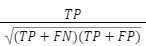 TP
√(TP + FN)(TP + FP)